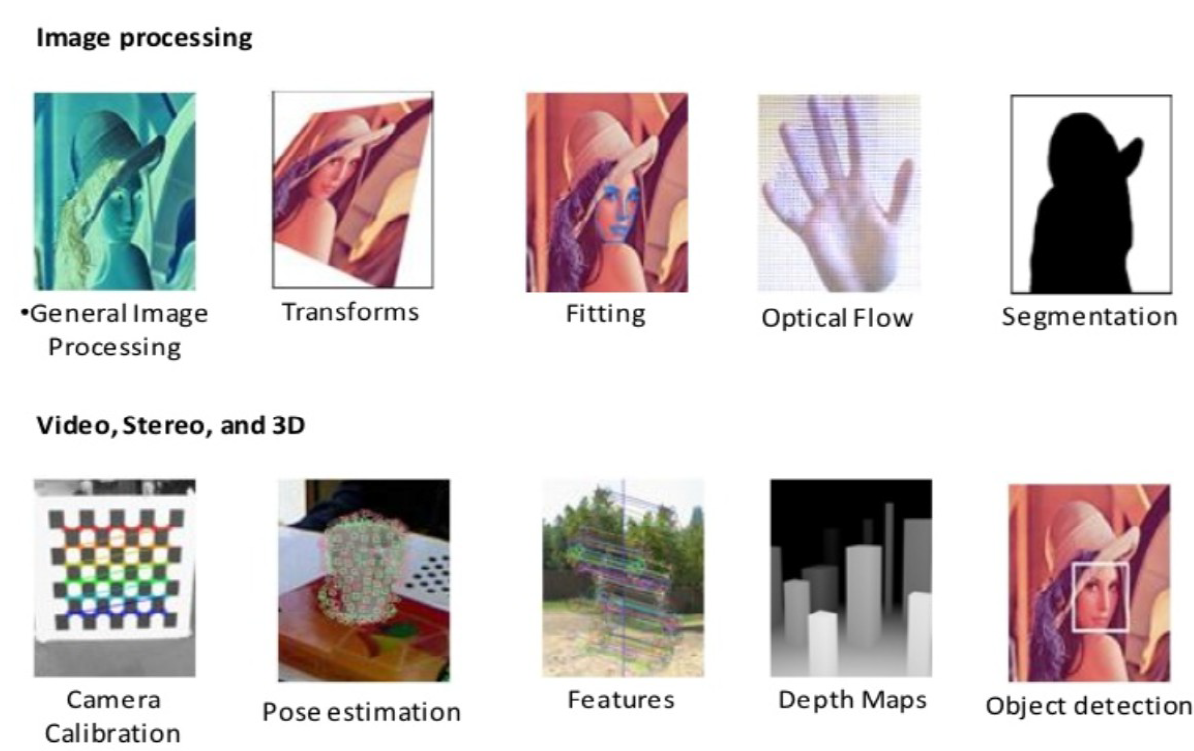 Image processing
•General Image
Processing
Transforms
Fitting
Optical Flow
Segmentation
Video, Stereo, and 3D
Camera
Calibration
Pose estimation
Features
Depth Maps
Object detection